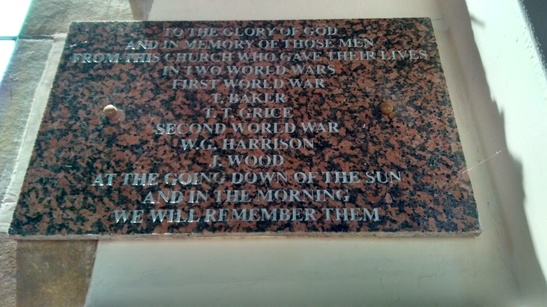 TO THE GLORY OF GOD
AND IN MEMORY OF THOSE MEN
FROM THIS CHURCH WHO GAVE THEIR LIVES
IN TWO WORLD WARS
FIRST WORLD WAR
T. BAKER
T. T. GRICE
SECOND WORLD WAR
W.G. HARRISON
J. WOOD
AT THE GOING DOWN OF THE SUN
AND IN THE MORNING
WE WILL REMEMBER THEM